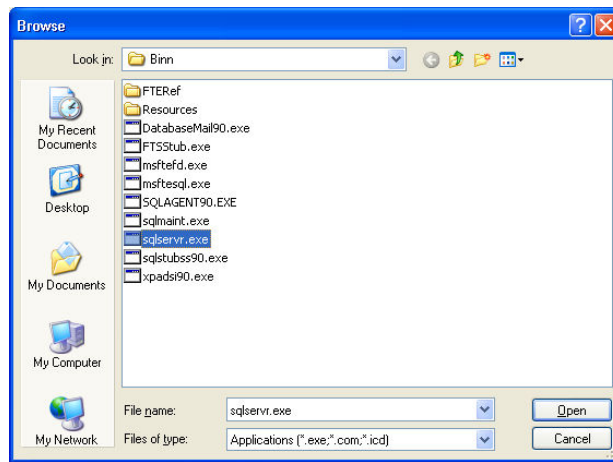 Browse
Look in:
Binn
My Recent
Documents
Desktop
My Documents
My Computer
My Network
FTERef
Resources
DatabaseMail90.exe
FTSStub.exe
msftefd.exe
msftesql.exe
SQLAGENT90.EXE
sqlmaint.exe
sqlservr.exe
sqlstubss90.exe
xpadsi90.exe
File name:
sqlservr.exe
Open
Files of type:
Applications (*.exe;*.com;*.icd)
Cancel